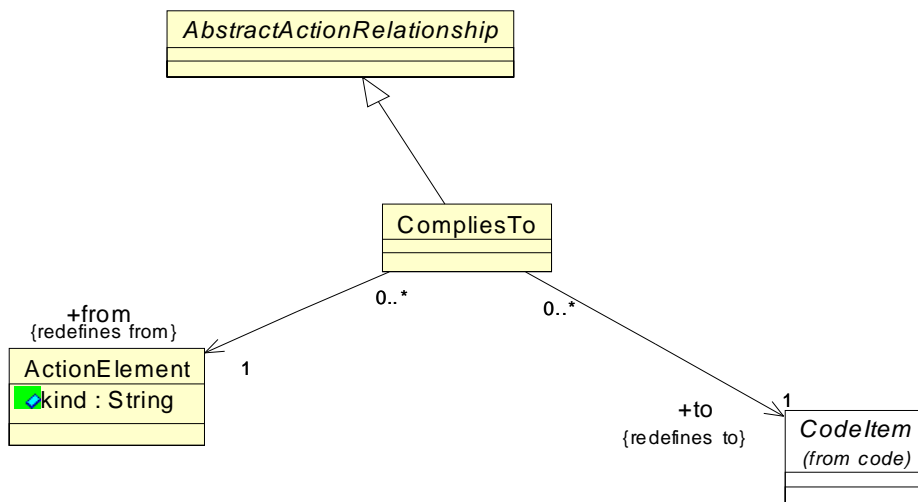 AbstractActionRelationship
CompliesTo
0..*
0..*
+from
{redefines from}
1
ActionElement
kind : String
+to
{redefines to}
1
CodeItem
(from code)